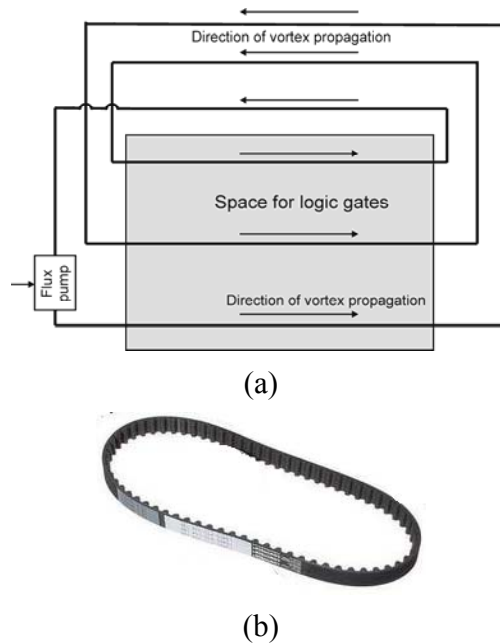 Direction of vortex propagation
Space for logic gates
Flux
pump
Direction of vortex propagation
(a)
(b)